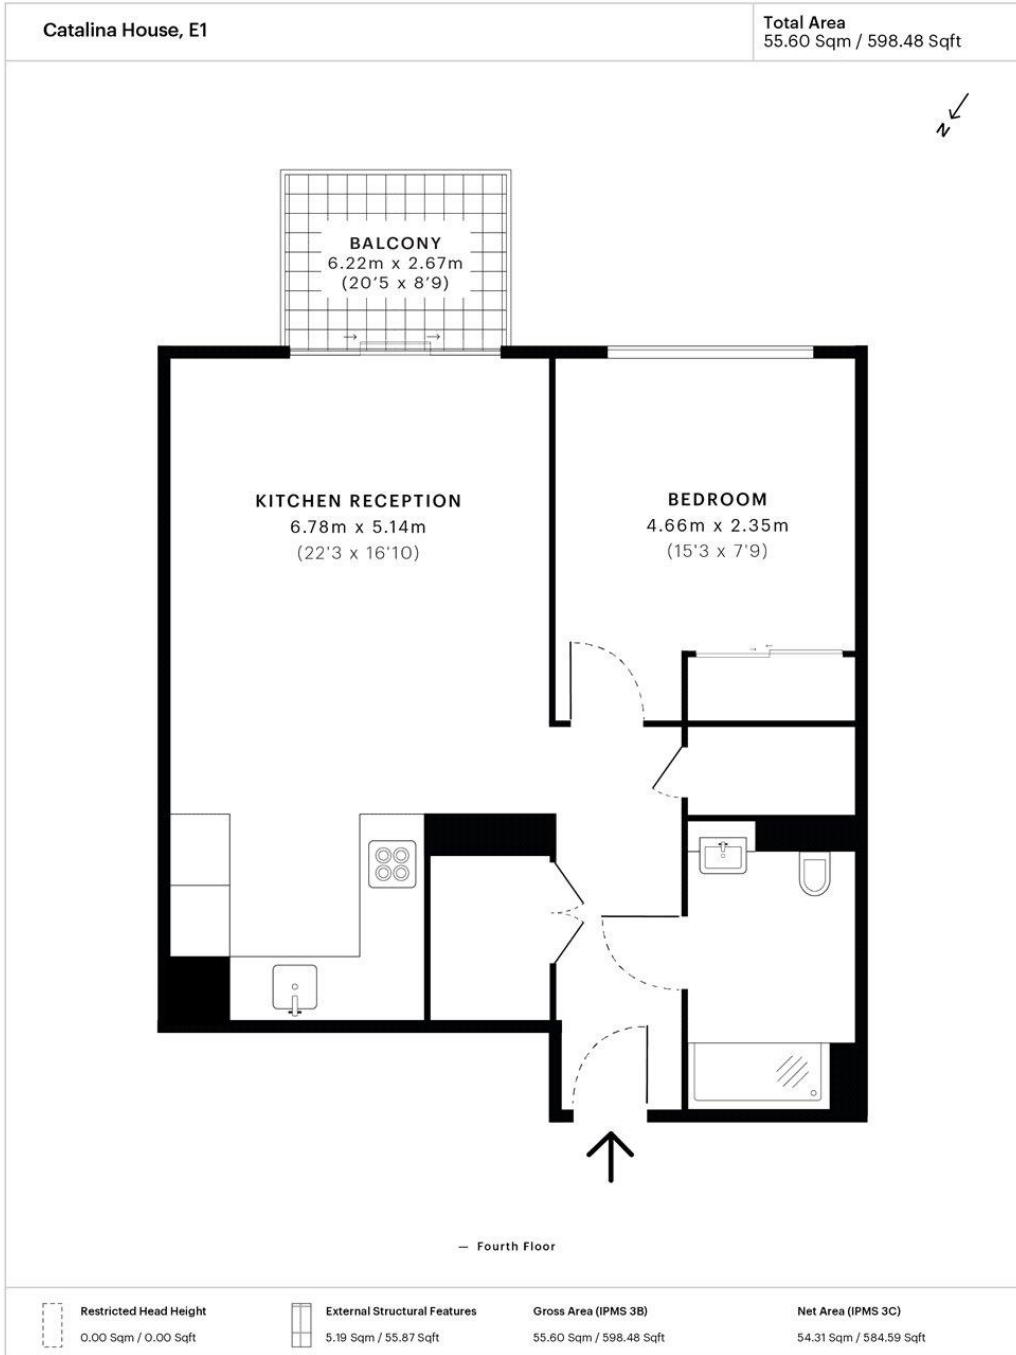 Catalina House, E1
Total Area
55.60 Sqm / 598.48 Sqft
N
BALCONY
6.22m x 2.67m
(20'5 x 8'9)
KITCHEN RECEPTION
6.78m x 5.14m
(22'3 x 16'10)
BEDROOM
4.66m x 2.35m
(15'3 x 7'9)
— Fourth Floor
Restricted Head Height
0.00 Sqm / 0.00 Sqft
External Structural Features
5.19 Sqm / 55.87 Sqft
Gross Area (IPMS 3B)
55.60 Sqm / 598.48 Sqft
Net Area (IPMS 3C)
54.31 Sqm / 584.59 Sqft